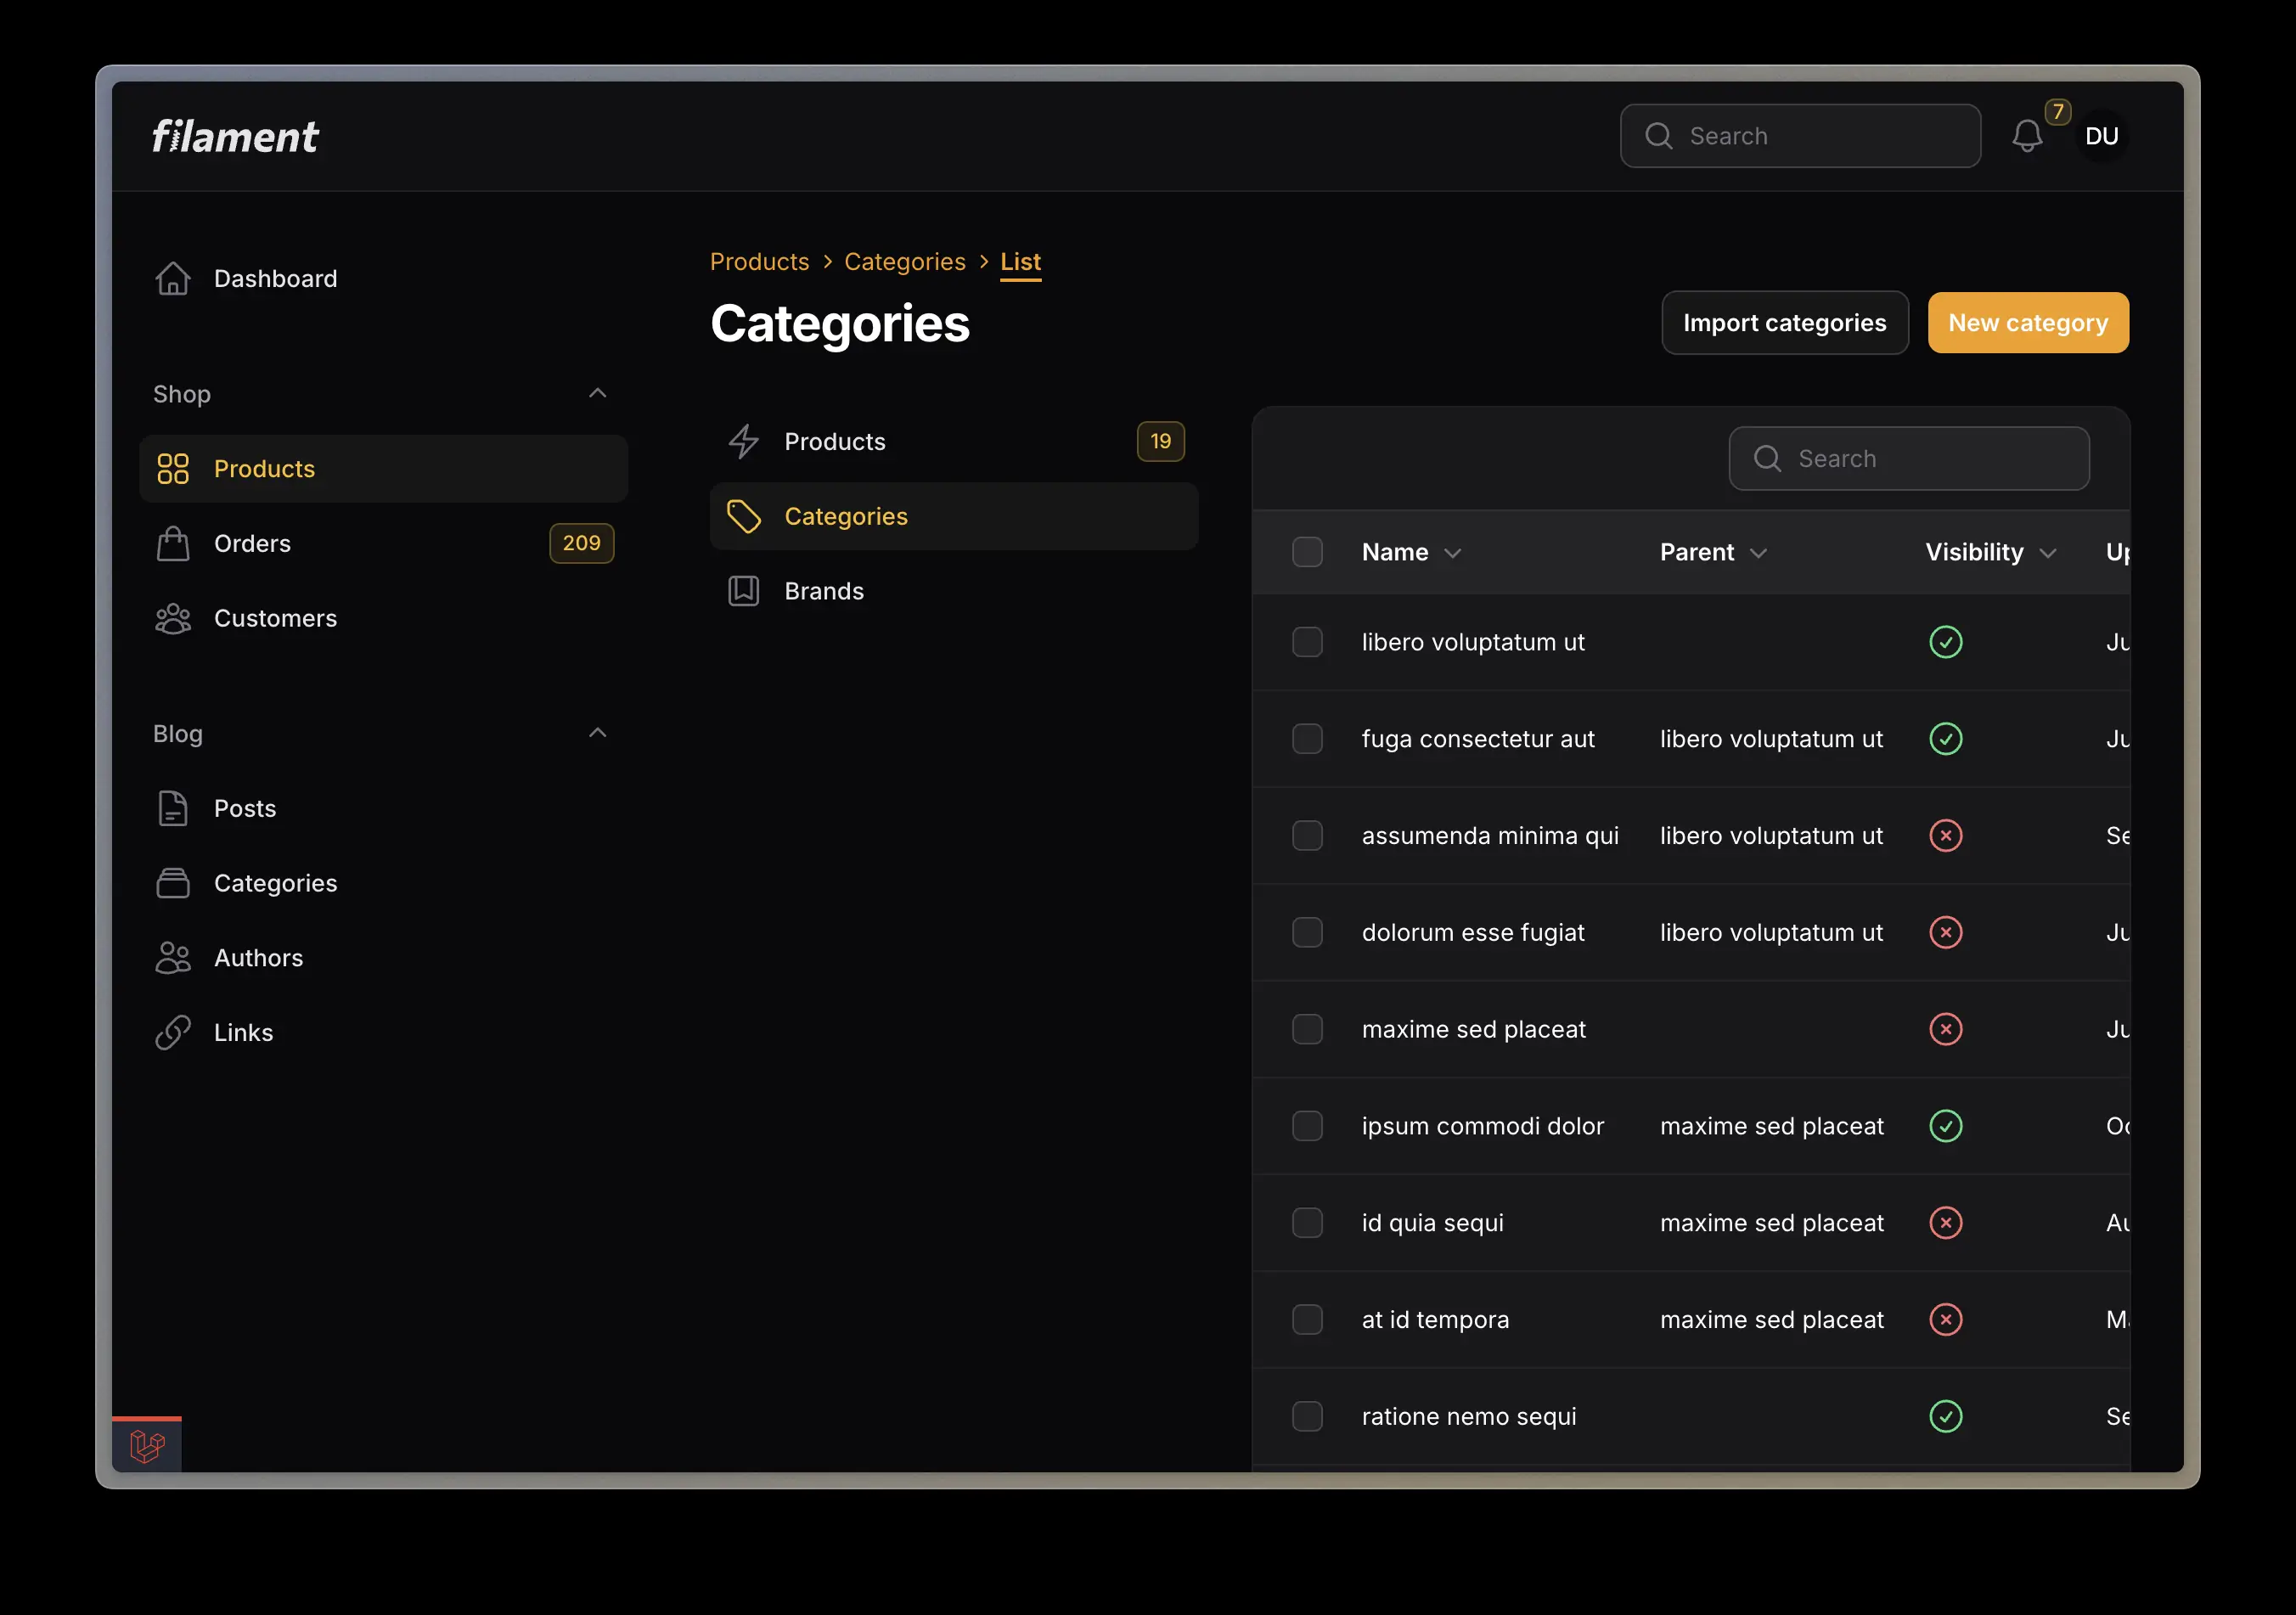 filament
Search
7
DU
Dashboard
Shop
Products
Orders 209
Customers
Blog
Posts
Categories
Authors
Links
Products > Categories > List
Categories
Import categories
New category
Products 19
Categories
Brands
Search
Name Parent Visibility Up
libero voluptatum ut Ju
fuga consectetur aut libero voluptatum ut Ju
assumenda minima qui libero voluptatum ut Se
dolorum esse fugiat libero voluptatum ut Ju
maxime sed placeat Ju
ipsum commodi dolor maxime sed placeat Oc
id quia sequi maxime sed placeat Au
at id tempora maxime sed placeat Ma
ratione nemo sequi Se